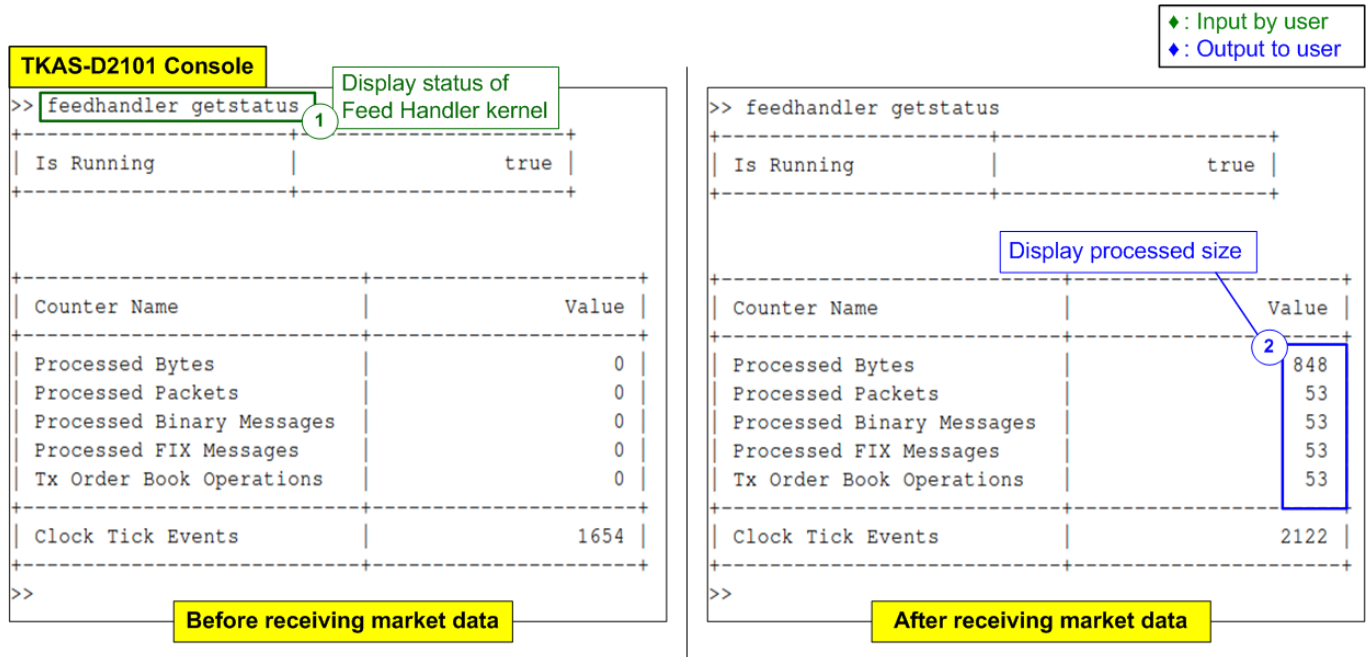 ♦ : Input by user
♦ : Output to user
TKAS-D2101 Console
Display status of
Feed Handler kernel
>> feedhandler getstatus
1
+----------------------+----------------------+
| Is Running | true |
+----------------------+----------------------+
+-----------------------------+----------------------+
| Counter Name | Value |
+-----------------------------+----------------------+
| Processed Bytes | 0 |
| Processed Packets | 0 |
| Processed Binary Messages | 0 |
| Processed FIX Messages | 0 |
| Tx Order Book Operations | 0 |
+-----------------------------+----------------------+
| Clock Tick Events | 1654 |
+-----------------------------+----------------------+
>>
Before receiving market data
>> feedhandler getstatus
+----------------------+----------------------+
| Is Running | true |
+----------------------+----------------------+
Display processed size
+-----------------------------+----------------------+
| Counter Name | Value |
+-----------------------------+----------------------+
2
| Processed Bytes | 848 |
| Processed Packets | 53 |
| Processed Binary Messages | 53 |
| Processed FIX Messages | 53 |
| Tx Order Book Operations | 53 |
+-----------------------------+----------------------+
| Clock Tick Events | 2122 |
+-----------------------------+----------------------+
>>
After receiving market data